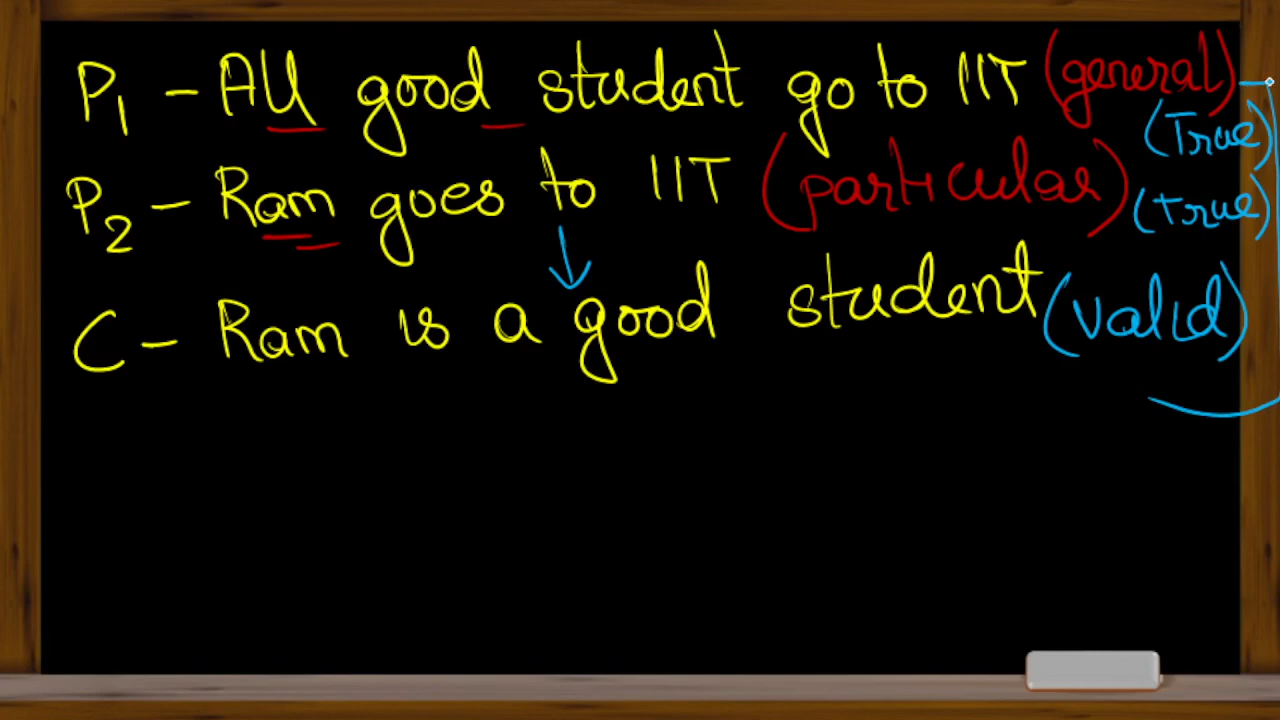 P1 - All good student go to IIT (general)
(True)
P2 - Ram goes to IIT (particular) (True)
C - Ram is a good student (valid)